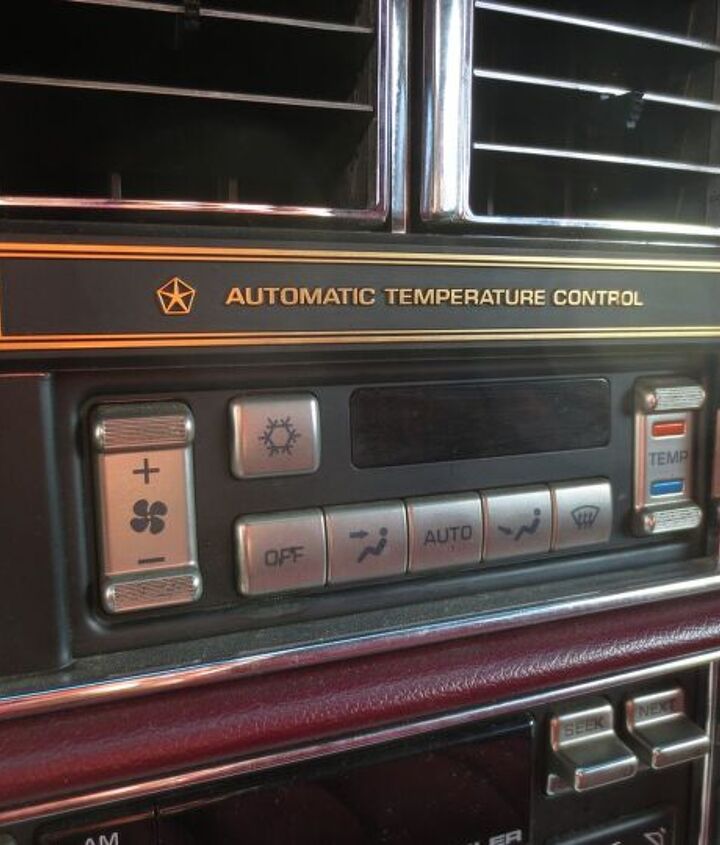 AUTOMATIC TEMPERATURE CONTROL
+
TEMP
−
OFF
AUTO
SEEK
NEXT
AM